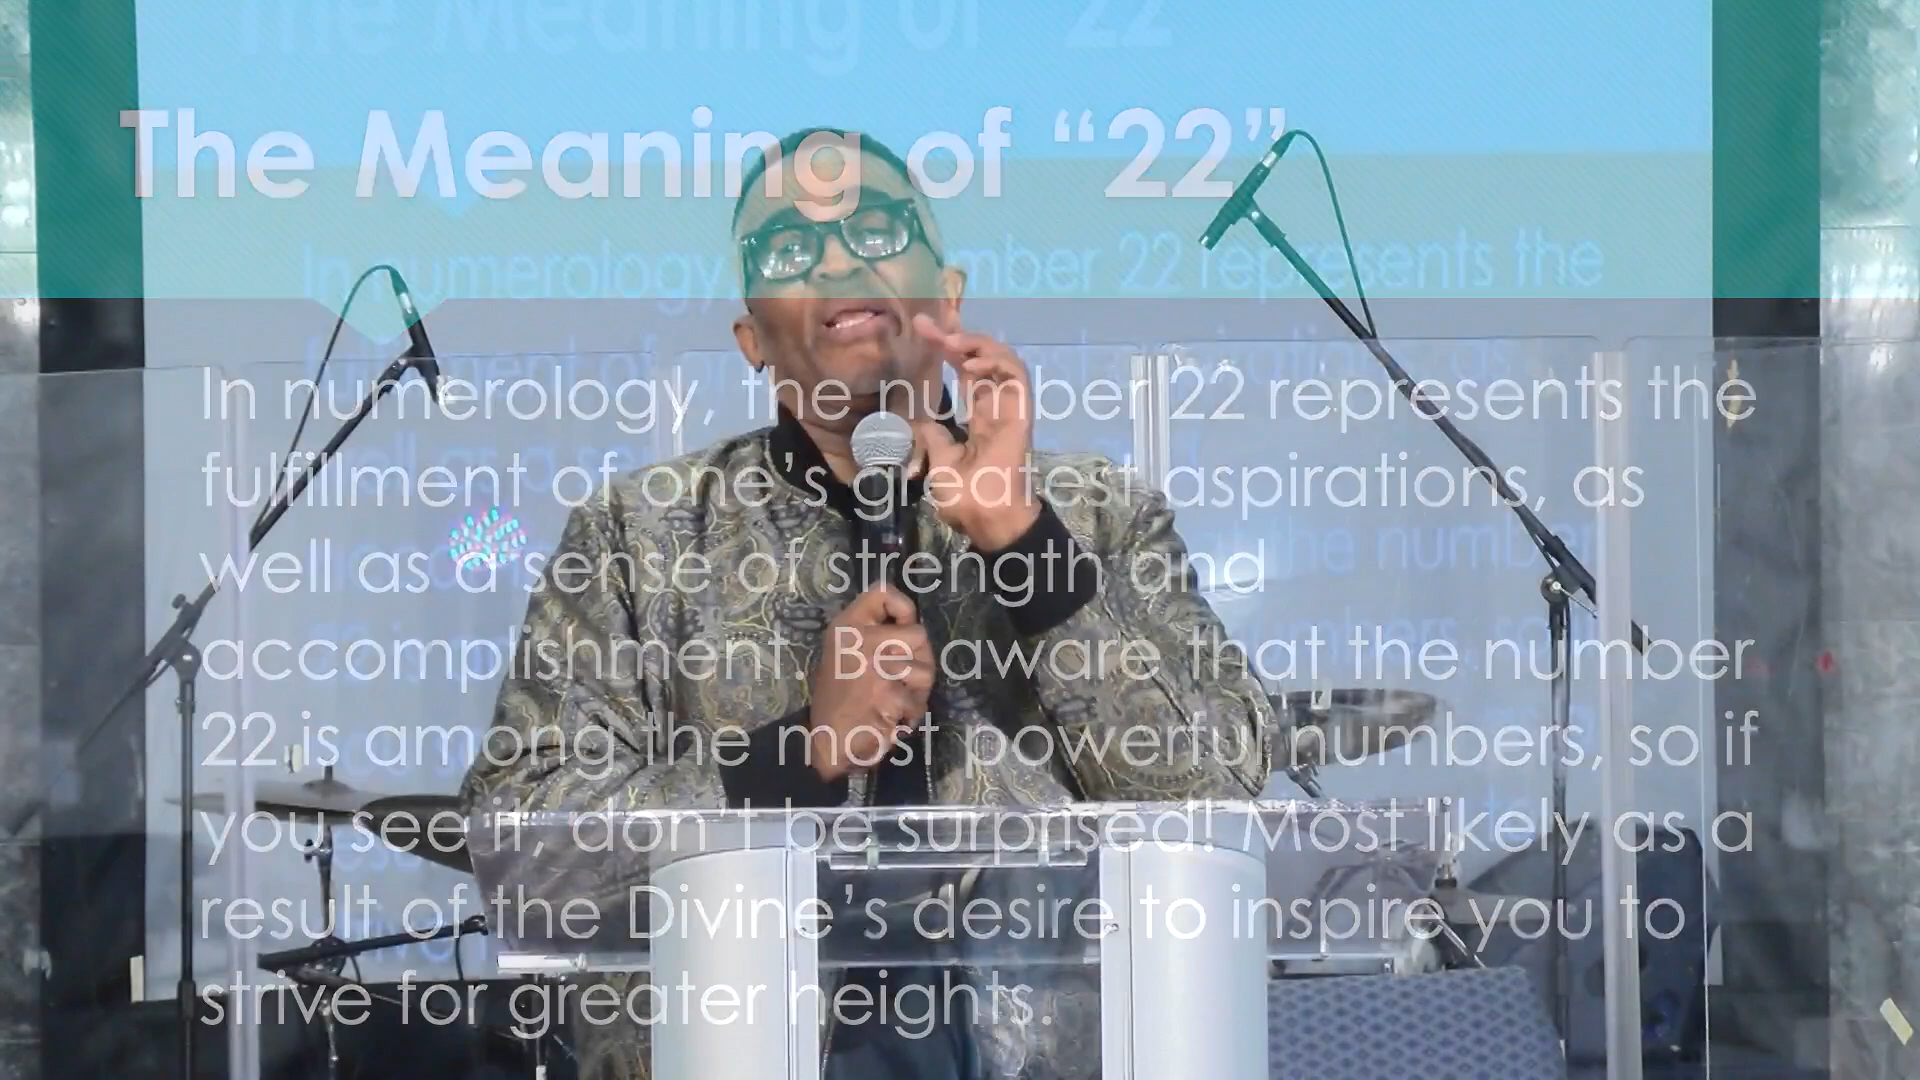 The Meaning of “22”
In numerology, the number 22 represents the
fulfillment of one’s greatest aspirations, as
well as a sense of strength and
accomplishment. Be aware that the number
22 is among the most powerful numbers, so if
you see it, don’t be surprised! Most likely as a
result of the Divine’s desire to inspire you to
strive for greater heights.